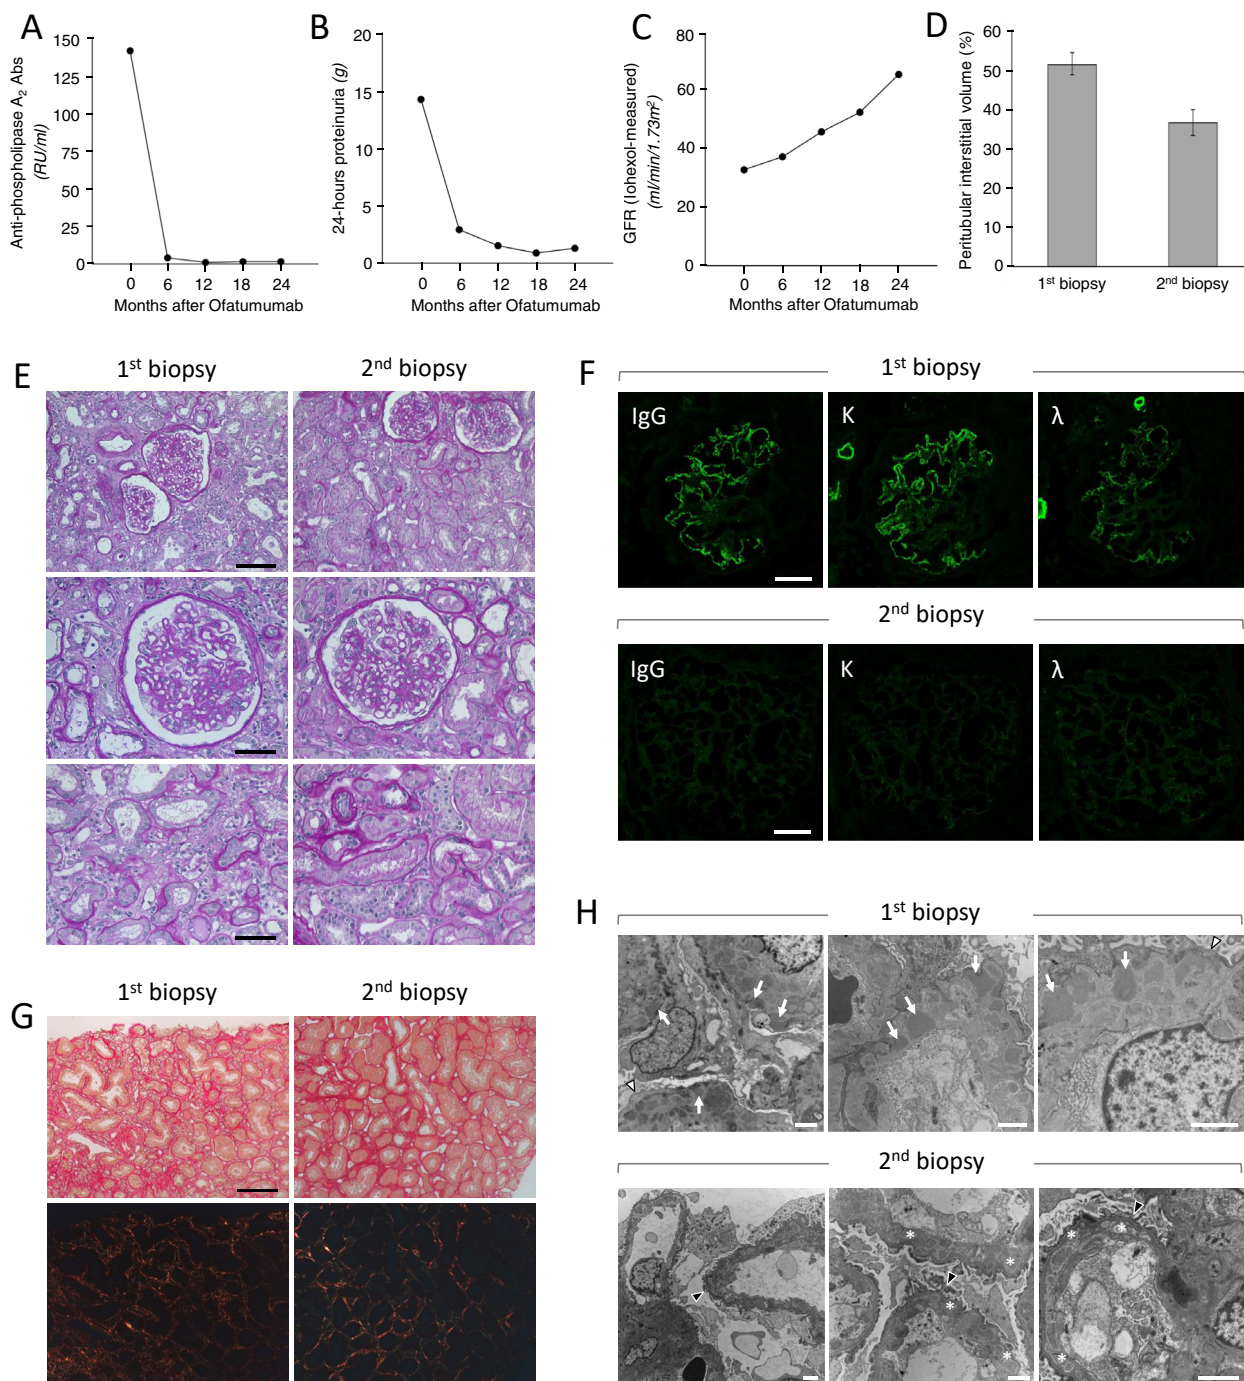 A
150
125
100
75
50
25
0
Anti-phospholipase A2 Abs
(RU/ml)
0 6 12 18 24
Months after Ofatumumab
B
20
15
10
5
0
24-hours proteinuria (g)
0 6 12 18 24
Months after Ofatumumab
C
80
60
40
20
0
GFR (Iohexol-measured)
(ml/min/1.73m²)
0 6 12 18 24
Months after Ofatumumab
D
60
50
40
30
20
10
0
Peritubular interstitial volume (%)
1st biopsy 2nd biopsy
E
1st biopsy 2nd biopsy
F
1st biopsy
IgG K λ
2nd biopsy
IgG K λ
G
1st biopsy 2nd biopsy
H
1st biopsy
2nd biopsy
* * * * * * *